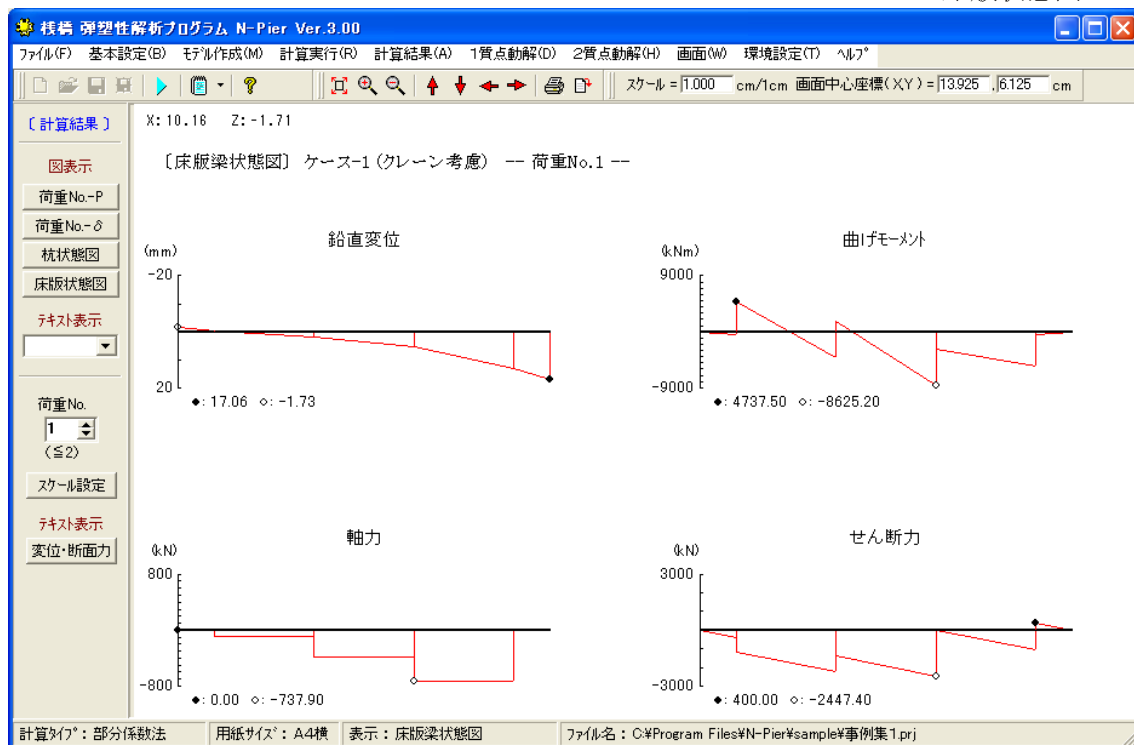 桟橋 弾塑性解析プログラム N-Pier Ver.3.00
ファイル(F) 基本設定(B) モデル作成(M) 計算実行(R) 計算結果(A) 1質点動解(D) 2質点動解(H) 画面(W) 環境設定(T) ヘルプ
スケール = 1.000 cm/1cm 画面中心座標(X,Y) = 13.925 , 6.125 cm
〔計算結果〕
図表示
荷重No.-P
荷重No.-δ
杭状態図
床版状態図
テキスト表示
荷重No.
1
(≦2)
スケール設定
テキスト表示
変位・断面力
X:10.16 Z:-1.71
〔床版梁状態図〕 ケース-1(クレーン考慮) -- 荷重No.1 --
鉛直変位
(mm)
-20
20
◆: 17.06 ◇: -1.73
曲げモーメント
(kNm)
9000
-9000
◆: 4737.50 ◇: -8625.20
軸力
(kN)
800
-800
◆: 0.00 ◇: -737.90
せん断力
(kN)
3000
-3000
◆: 400.00 ◇: -2447.40
計算タイプ : 部分係数法 用紙サイズ : A4横 表示 : 床版梁状態図 ファイル名 : C:¥Program Files¥N-Pier¥sample¥事例集1.prj